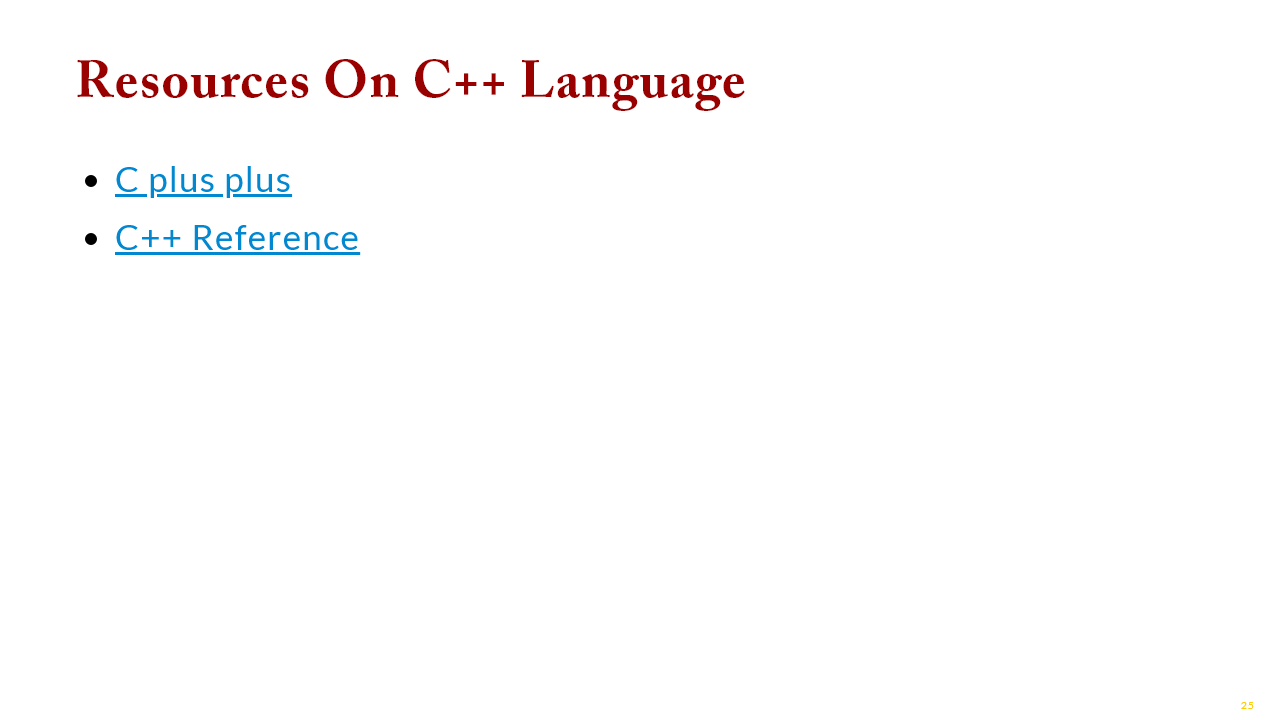 Resources On C++ Language
C plus plus
C++ Reference
25